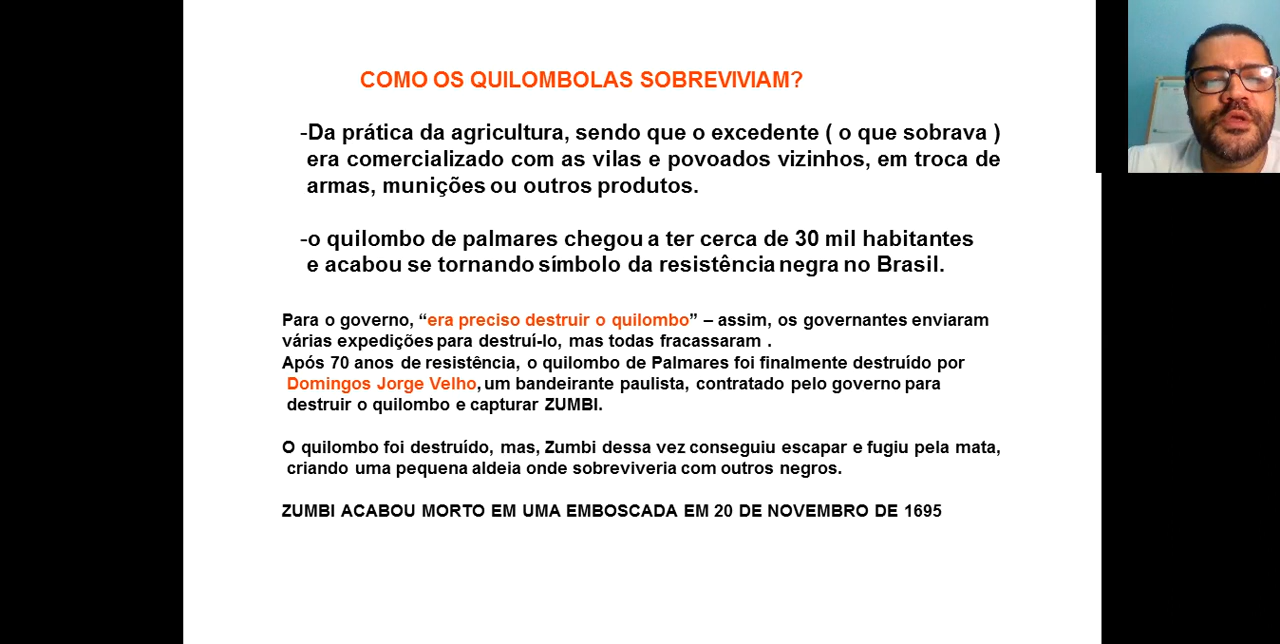 COMO OS QUILOMBOLAS SOBREVIVIAM?
-Da prática da agricultura, sendo que o excedente ( o que sobrava )
era comercializado com as vilas e povoados vizinhos, em troca de
armas, munições ou outros produtos.
-o quilombo de palmares chegou a ter cerca de 30 mil habitantes
e acabou se tornando símbolo da resistência negra no Brasil.
Para o governo, “era preciso destruir o quilombo” – assim, os governantes enviaram
várias expedições para destruí-lo, mas todas fracassaram .
Após 70 anos de resistência, o quilombo de Palmares foi finalmente destruído por
Domingos Jorge Velho, um bandeirante paulista, contratado pelo governo para
destruir o quilombo e capturar ZUMBI.
O quilombo foi destruído, mas, Zumbi dessa vez conseguiu escapar e fugiu pela mata,
criando uma pequena aldeia onde sobreviveria com outros negros.
ZUMBI ACABOU MORTO EM UMA EMBOSCADA EM 20 DE NOVEMBRO DE 1695